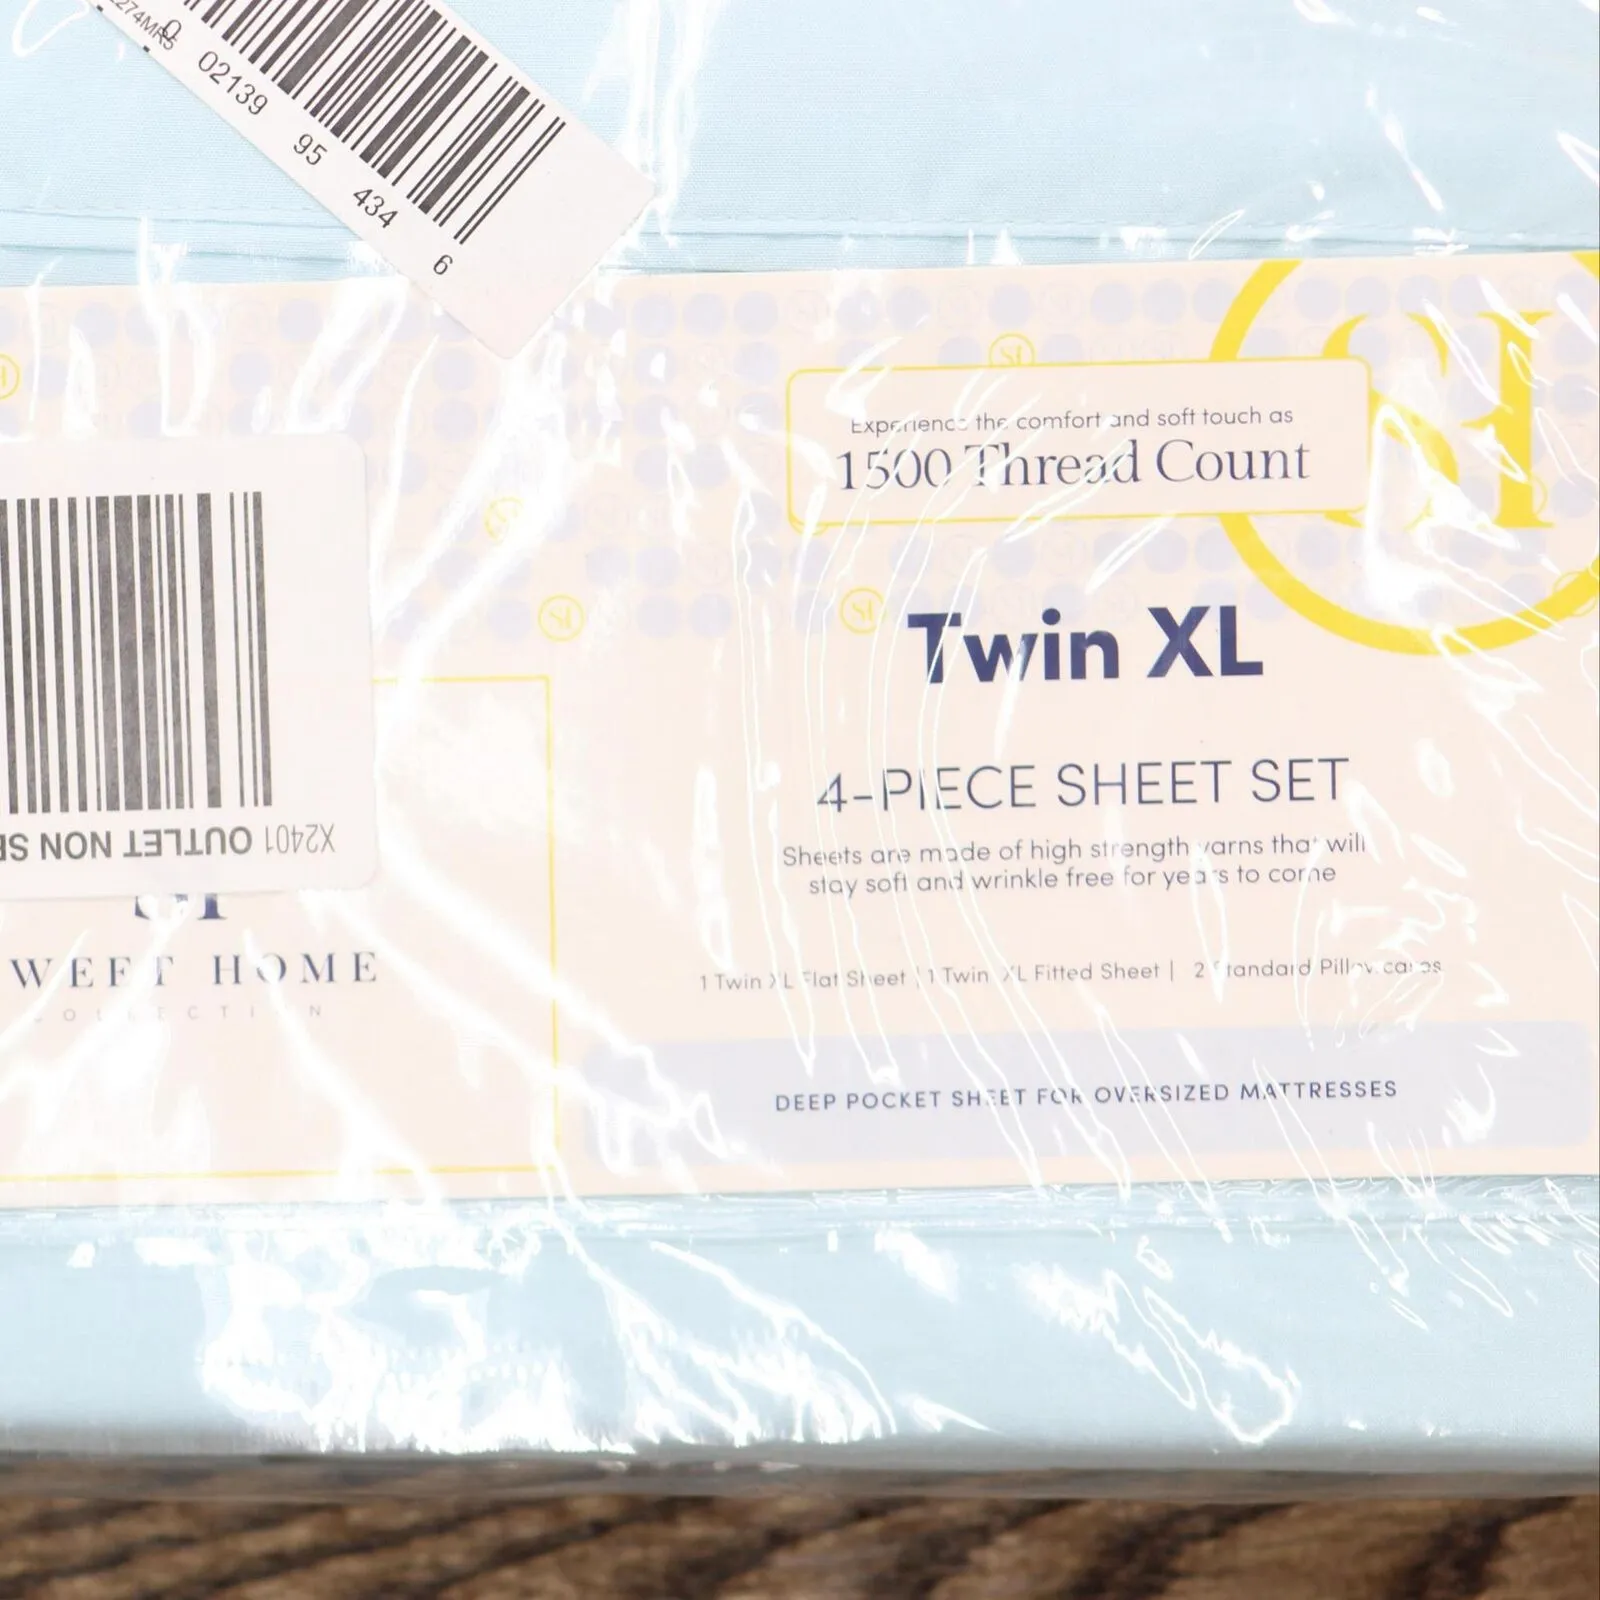 0 02139 95 434 6
Experience the comfort and soft touch as
1500 Thread Count
Twin XL
4-PIECE SHEET SET
Sheets are made of high strength yarns that will
stay soft and wrinkle free for years to come
1 Twin XL Flat Sheet | 1 Twin XL Fitted Sheet | 2 Standard Pillowcases
DEEP POCKET SHEET FOR OVERSIZED MATTRESSES
X2401 OUTLET NON
WEET HOME
COLLECTION